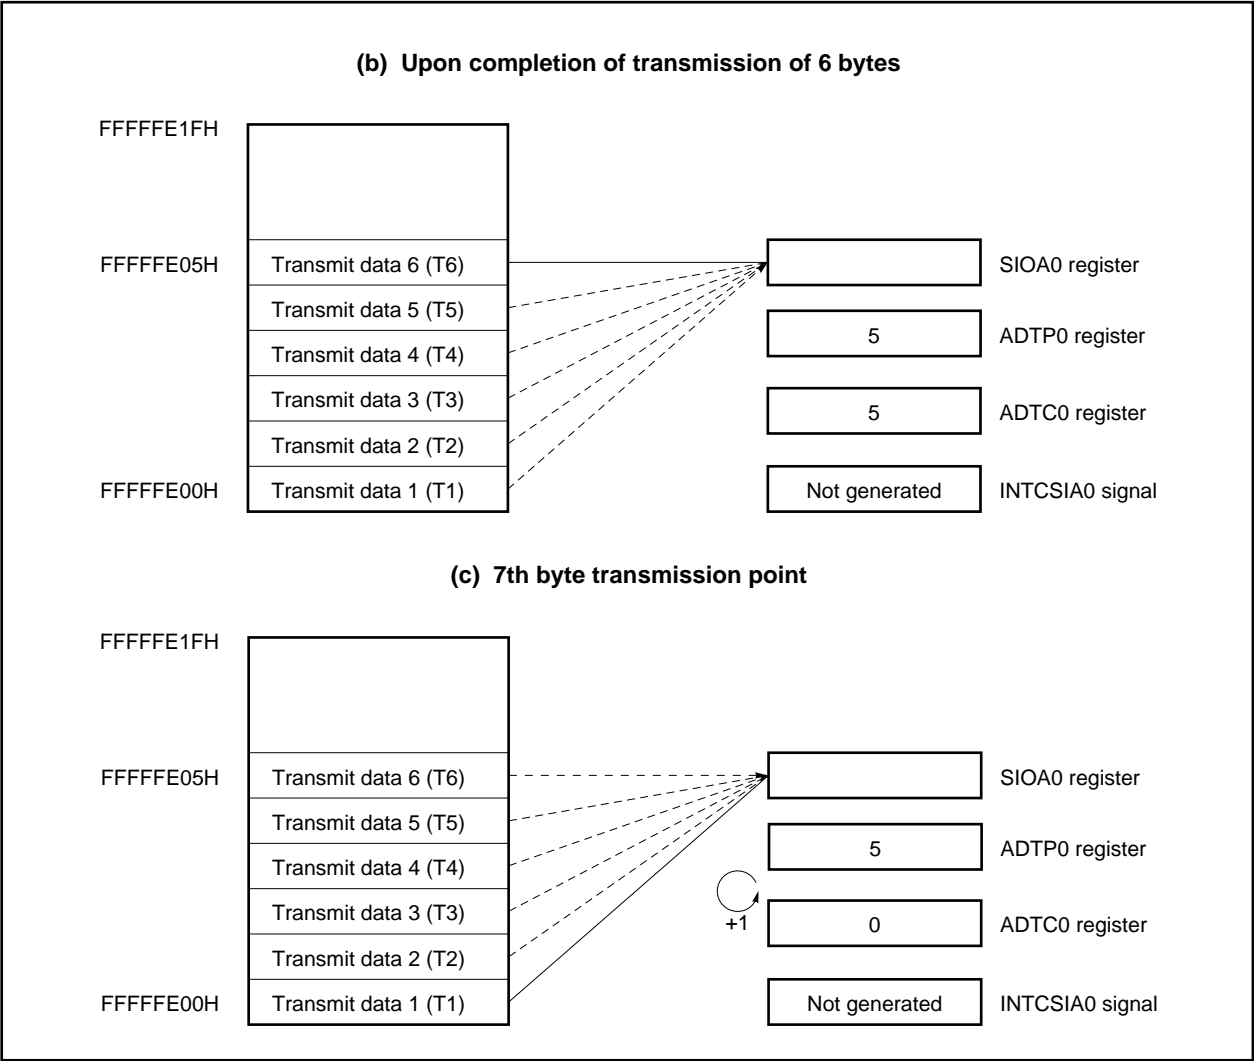 (b) Upon completion of transmission of 6 bytes
FFFFFE1FH
FFFFFE05H Transmit data 6 (T6) SIOA0 register
Transmit data 5 (T5)
5 ADTP0 register
Transmit data 4 (T4)
Transmit data 3 (T3)
5 ADTC0 register
Transmit data 2 (T2)
FFFFFE00H Transmit data 1 (T1) Not generated INTCSIA0 signal
(c) 7th byte transmission point
FFFFFE1FH
FFFFFE05H Transmit data 6 (T6) SIOA0 register
Transmit data 5 (T5)
5 ADTP0 register
Transmit data 4 (T4)
Transmit data 3 (T3)
+1 0 ADTC0 register
Transmit data 2 (T2)
FFFFFE00H Transmit data 1 (T1) Not generated INTCSIA0 signal